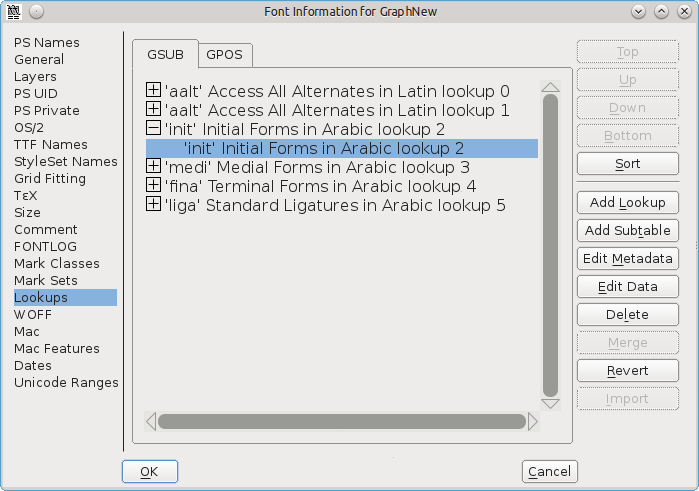 Font Information for GraphNew
PS Names
General
Layers
PS UID
PS Private
OS/2
TTF Names
StyleSet Names
Grid Fitting
ΤεΧ
Size
Comment
FONTLOG
Mark Classes
Mark Sets
Lookups
WOFF
Mac
Mac Features
Dates
Unicode Ranges
GSUB
GPOS
'aalt' Access All Alternates in Latin lookup 0
'aalt' Access All Alternates in Latin lookup 1
'init' Initial Forms in Arabic lookup 2
'init' Initial Forms in Arabic lookup 2
'medi' Medial Forms in Arabic lookup 3
'fina' Terminal Forms in Arabic lookup 4
'liga' Standard Ligatures in Arabic lookup 5
Top
Up
Down
Bottom
Sort
Add Lookup
Add Subtable
Edit Metadata
Edit Data
Delete
Merge
Revert
Import
OK
Cancel